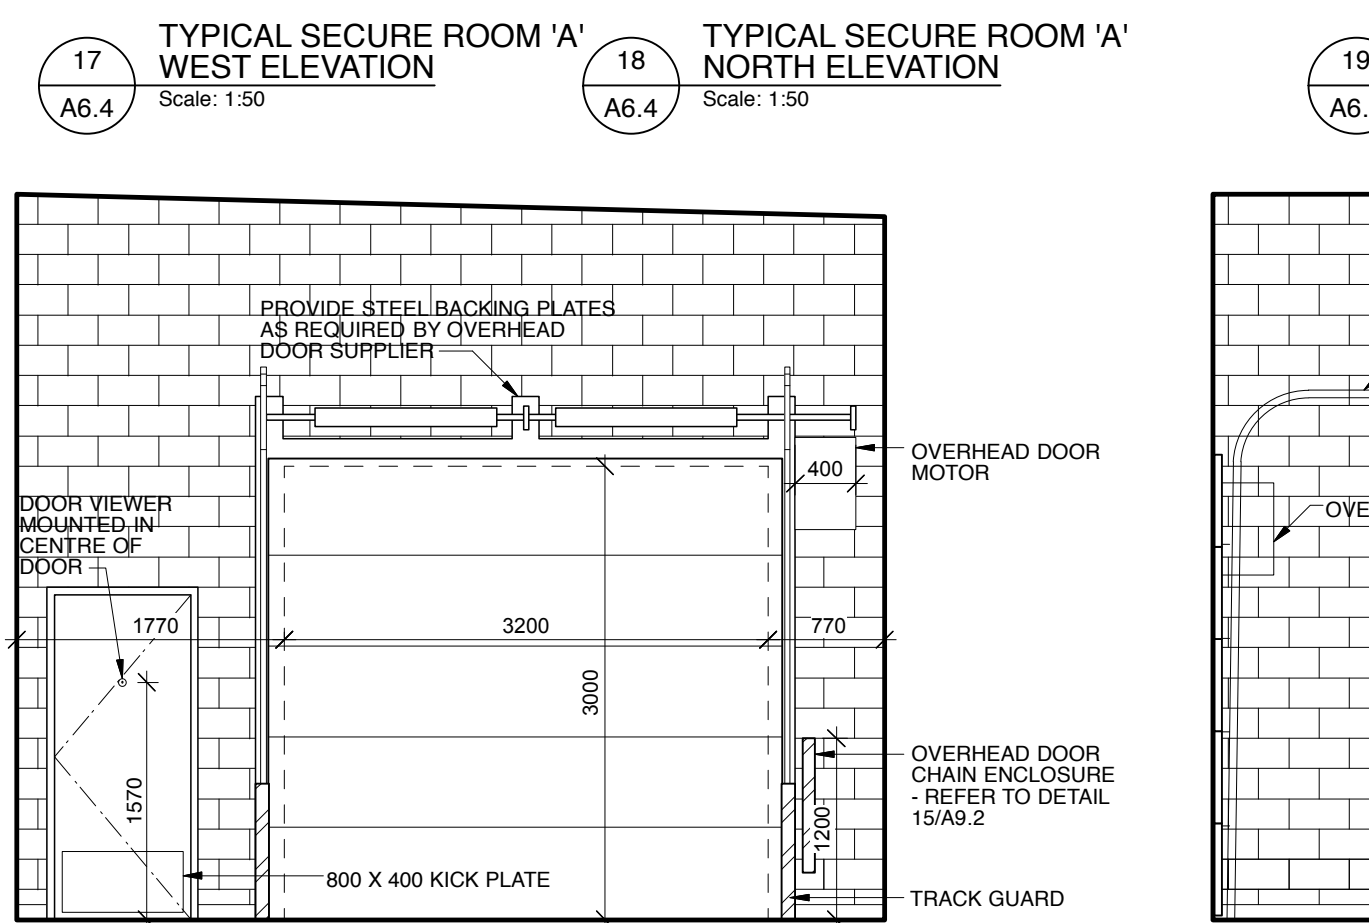 17
A6.4
TYPICAL SECURE ROOM 'A'
WEST ELEVATION
Scale: 1:50
18
A6.4
TYPICAL SECURE ROOM 'A'
NORTH ELEVATION
Scale: 1:50
19
A6.
PROVIDE STEEL BACKING PLATES
AS REQUIRED BY OVERHEAD
DOOR SUPPLIER
OVERHEAD DOOR
MOTOR
400
DOOR VIEWER
MOUNTED IN
CENTRE OF
DOOR
1770
3200
770
3000
1570
OVERHEAD DOOR
CHAIN ENCLOSURE
- REFER TO DETAIL
15/A9.2
1200
800 X 400 KICK PLATE
TRACK GUARD
OVE